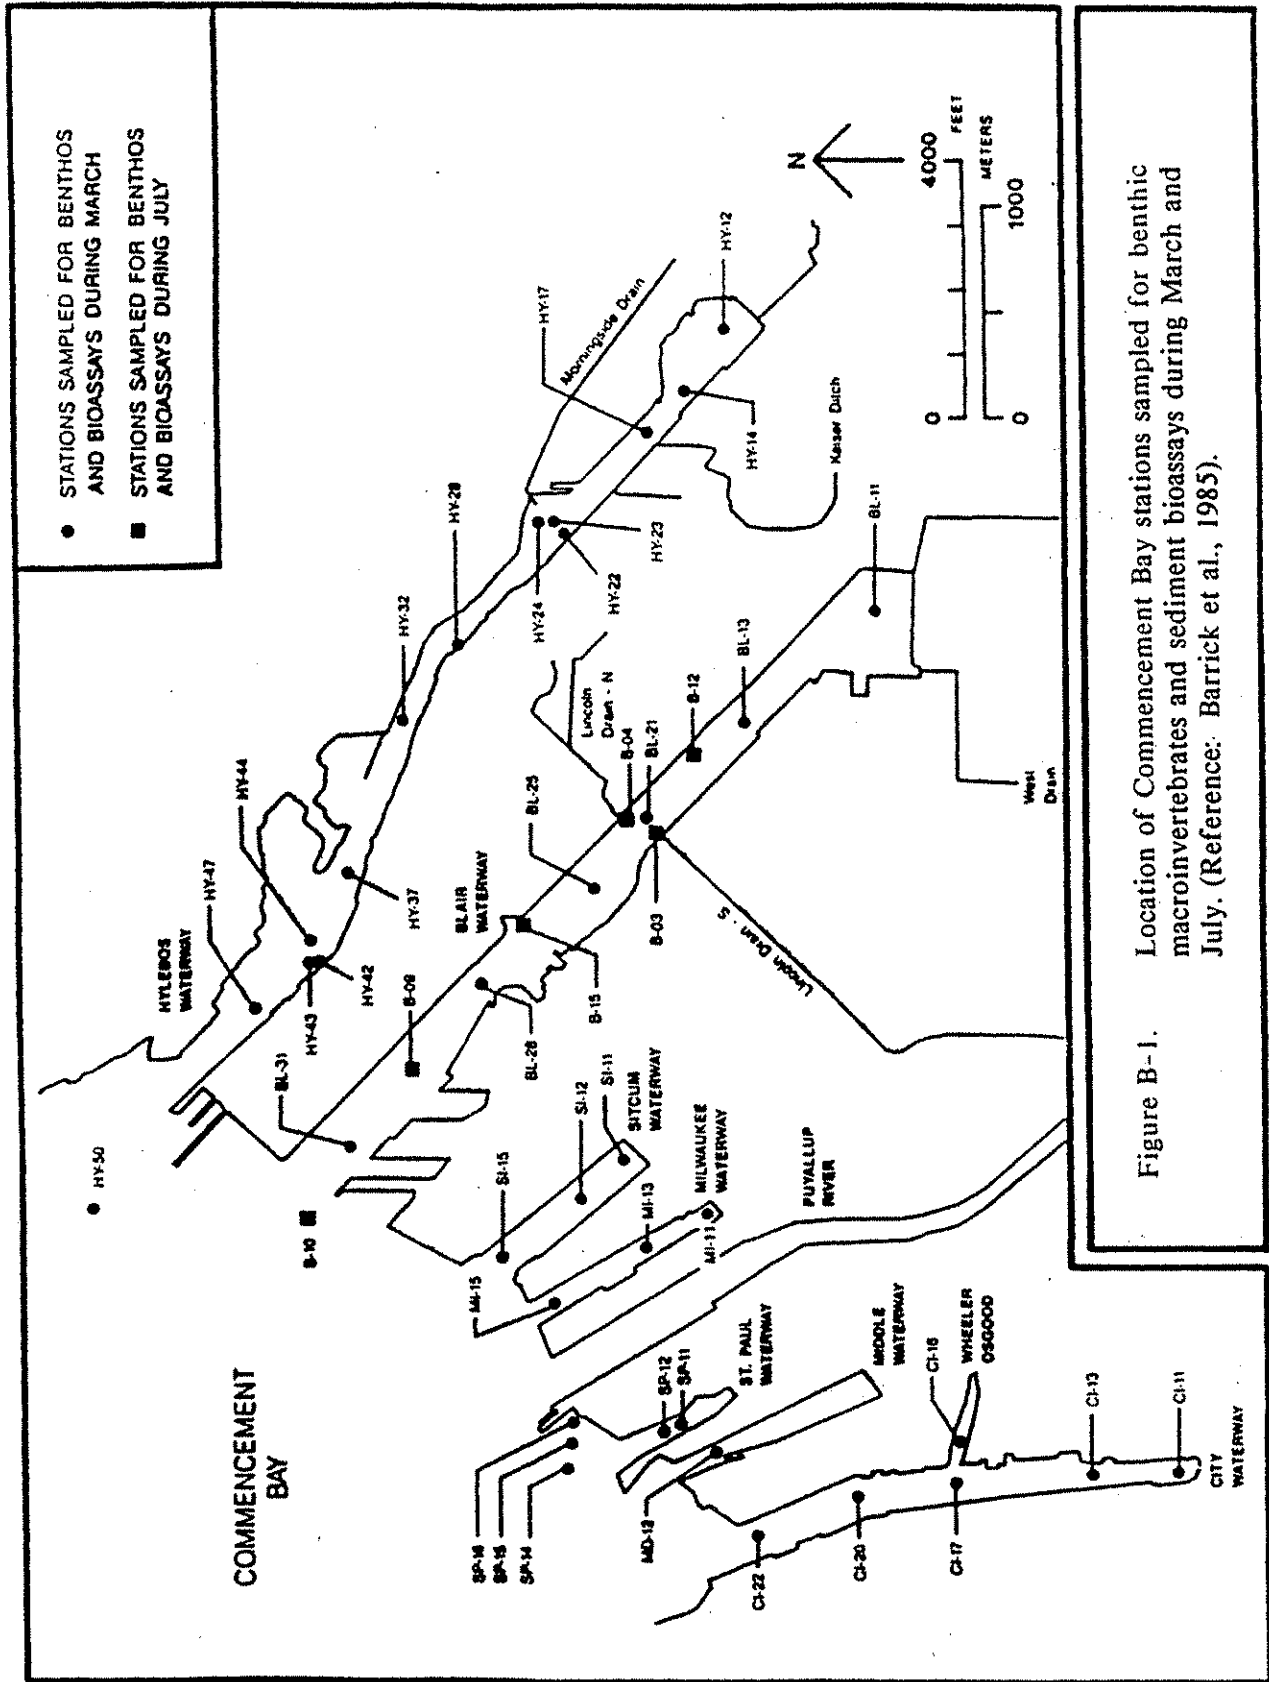 STATIONS SAMPLED FOR BENTHOS
AND BIOASSAYS DURING MARCH
STATIONS SAMPLED FOR BENTHOS
AND BIOASSAYS DURING JULY
COMMENCEMENT
BAY
HY-50
HYLEBOS
WATERWAY
HY-47
HY-44
HY-43
HY-42
HY-37
HY-32
HY-28
HY-24
HY-22
HY-23
HY-17
Morningside Drain
HY-14
HY-12
Kaiser Ditch
BL-31
B-10
B-09
BLAIR
WATERWAY
BL-28
B-15
BL-25
Lincoln
Drain - N
B-04
BL-21
B-03
B-12
BL-13
BL-11
Lincoln Drain - S
West
Drain
SI-15
SI-12
SI-11
SITCUM
WATERWAY
MI-15
MI-13
MI-11
MILWAUKEE
WATERWAY
PUYALLUP
RIVER
SP-16
SP-15
SP-14
SP-12
SP-11
ST. PAUL
WATERWAY
MD-12
MIDDLE
WATERWAY
CI-22
CI-20
CI-17
CI-16
WHEELER
OSGOOD
CI-13
CI-11
CITY
WATERWAY
N
0 4000
FEET
METERS
0 1000
Figure B-1. Location of Commencement Bay stations sampled for benthic
macroinvertebrates and sediment bioassays during March and
July. (Reference: Barrick et al., 1985).